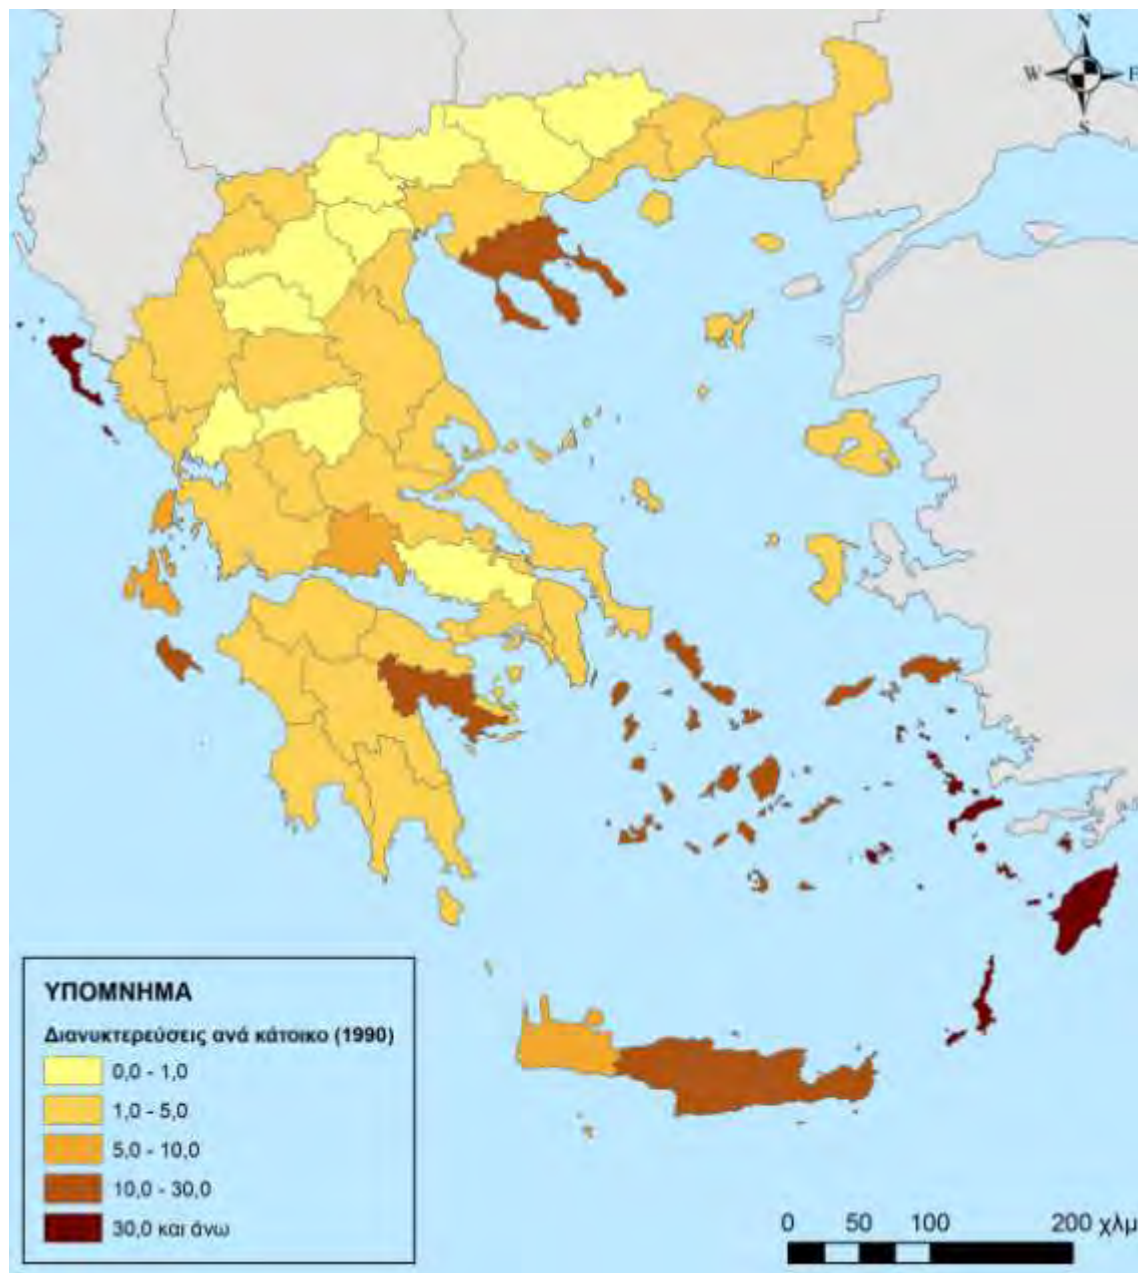 N
W E
S
ΥΠΟΜΝΗΜΑ
Διανυκτερεύσεις ανά κάτοικο (1990)
0,0 - 1,0
1,0 - 5,0
5,0 - 10,0
10,0 - 30,0
30,0 και άνω
0 50 100 200 χλμ